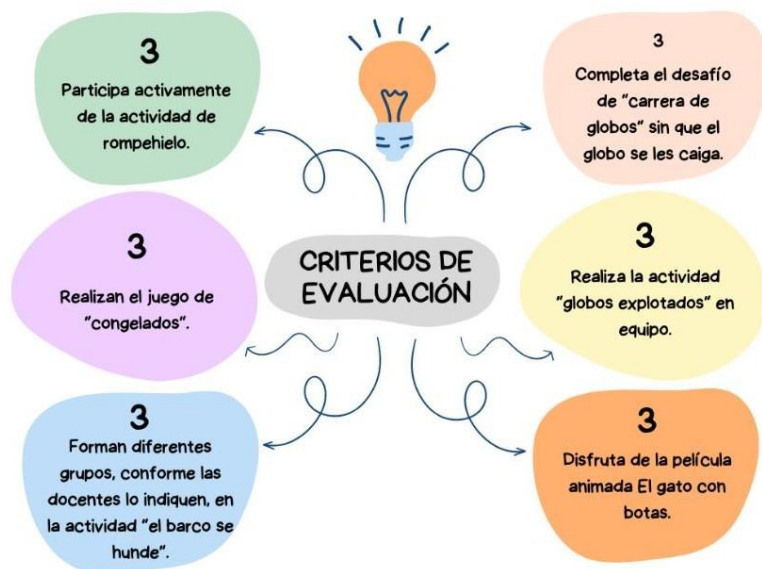 3
Participa activamente
de la actividad de
rompehielo.
3
Completa el desafío
de "carrera de
globos" sin que el
globo se les caiga.
CRITERIOS DE
EVALUACIÓN
3
Realizan el juego de
"congelados".
3
Realiza la actividad
"globos explotados" en
equipo.
3
Forman diferentes
grupos, conforme las
docentes lo indiquen, en
la actividad "el barco se
hunde".
3
Disfruta de la película
animada El gato con
botas.